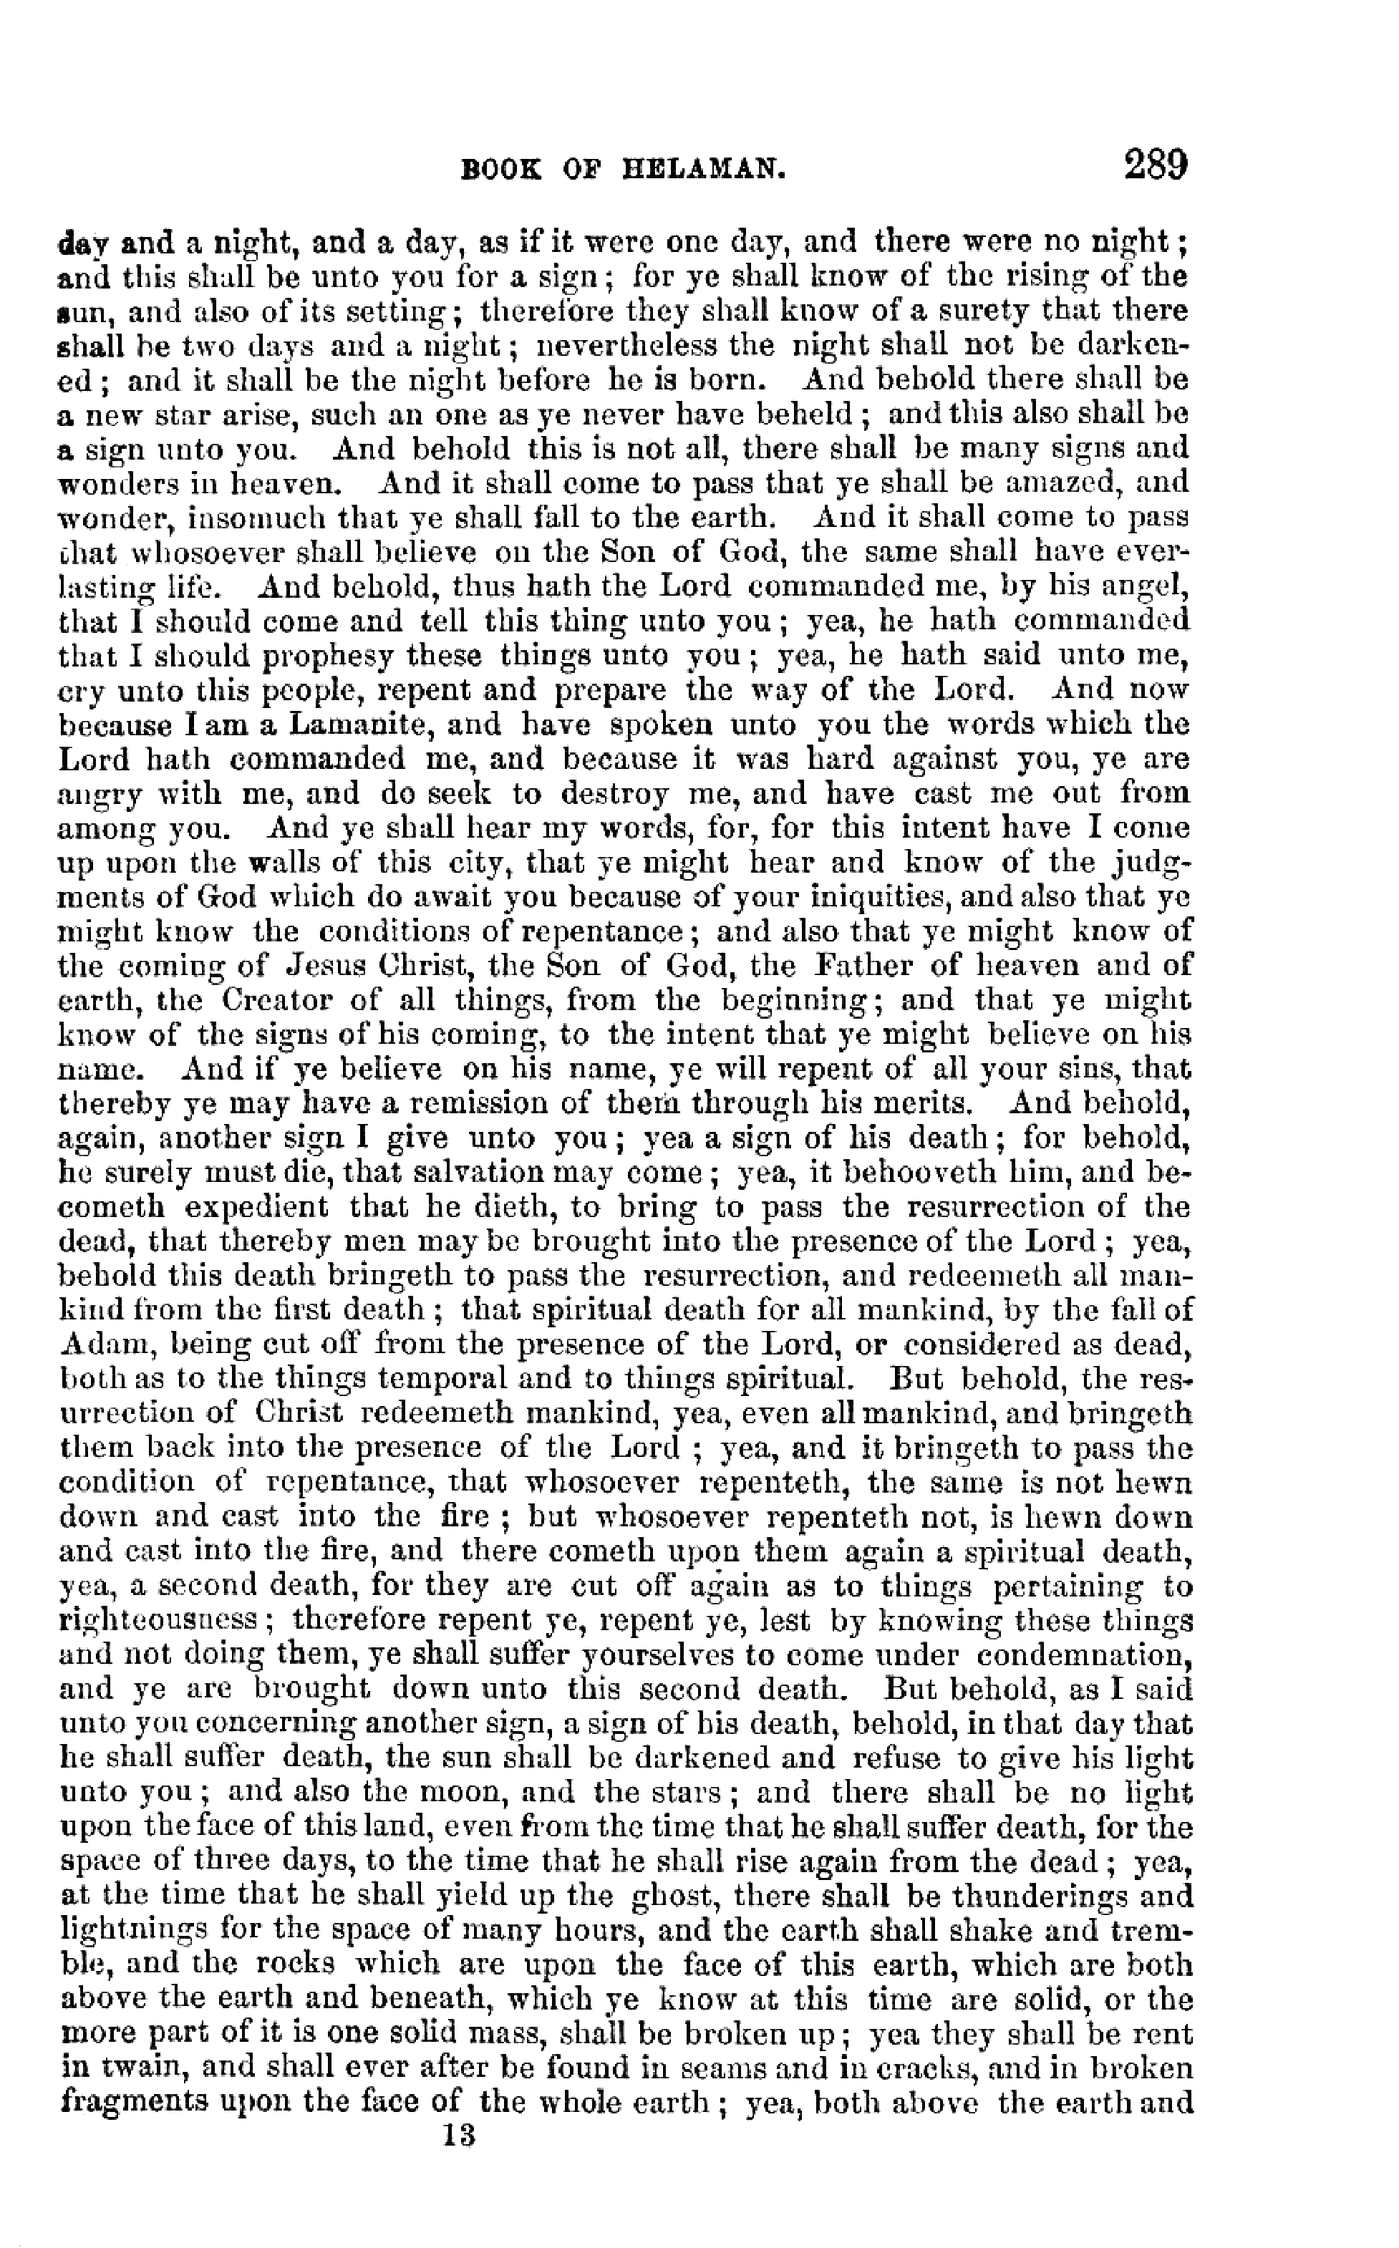 BOOK OF HELAMAN. 289
day and a night, and a day, as if it were one day, and there were no night;
and this shall be unto you for a sign; for ye shall know of the rising of the
sun, and also of its setting; therefore they shall know of a surety that there
shall be two days and a night; nevertheless the night shall not be darken-
ed; and it shall be the night before he is born. And behold there shall be
a new star arise, such an one as ye never have beheld; and this also shall be
a sign unto you. And behold this is not all, there shall be many signs and
wonders in heaven. And it shall come to pass that ye shall be amazed, and
wonder, insomuch that ye shall fall to the earth. And it shall come to pass
that whosoever shall believe on the Son of God, the same shall have ever-
lasting life. And behold, thus hath the Lord commanded me, by his angel,
that I should come and tell this thing unto you; yea, he hath commanded
that I should prophesy these things unto you; yea, he hath said unto me,
cry unto this people, repent and prepare the way of the Lord. And now
because I am a Lamanite, and have spoken unto you the words which the
Lord hath commanded me, and because it was hard against you, ye are
angry with me, and do seek to destroy me, and have cast me out from
among you. And ye shall hear my words, for, for this intent have I come
up upon the walls of this city, that ye might hear and know of the judg-
ments of God which do await you because of your iniquities, and also that ye
might know the conditions of repentance; and also that ye might know of
the coming of Jesus Christ, the Son of God, the Father of heaven and of
earth, the Creator of all things, from the beginning; and that ye might
know of the signs of his coming, to the intent that ye might believe on his
name. And if ye believe on his name, ye will repent of all your sins, that
thereby ye may have a remission of them through his merits. And behold,
again, another sign I give unto you; yea a sign of his death; for behold,
he surely must die, that salvation may come; yea, it behooveth him, and be-
cometh expedient that he dieth, to bring to pass the resurrection of the
dead, that thereby men may be brought into the presence of the Lord; yea,
behold this death bringeth to pass the resurrection, and redeemeth all man-
kind from the first death; that spiritual death for all mankind, by the fall of
Adam, being cut off from the presence of the Lord, or considered as dead,
both as to the things temporal and to things spiritual. But behold, the res-
urrection of Christ redeemeth mankind, yea, even all mankind, and bringeth
them back into the presence of the Lord; yea, and it bringeth to pass the
condition of repentance, that whosoever repenteth, the same is not hewn
down and cast into the fire; but whosoever repenteth not, is hewn down
and cast into the fire, and there cometh upon them again a spiritual death,
yea, a second death, for they are cut off again as to things pertaining to
righteousness; therefore repent ye, repent ye, lest by knowing these things
and not doing them, ye shall suffer yourselves to come under condemnation,
and ye are brought down unto this second death. But behold, as I said
unto you concerning another sign, a sign of his death, behold, in that day that
he shall suffer death, the sun shall be darkened and refuse to give his light
unto you; and also the moon, and the stars; and there shall be no light
upon the face of this land, even from the time that he shall suffer death, for the
space of three days, to the time that he shall rise again from the dead; yea,
at the time that he shall yield up the ghost, there shall be thunderings and
lightnings for the space of many hours, and the earth shall shake and trem-
ble, and the rocks which are upon the face of this earth, which are both
above the earth and beneath, which ye know at this time are solid, or the
more part of it is one solid mass, shall be broken up; yea they shall be rent
in twain, and shall ever after be found in seams and in cracks, and in broken
fragments upon the face of the whole earth; yea, both above the earth and
13